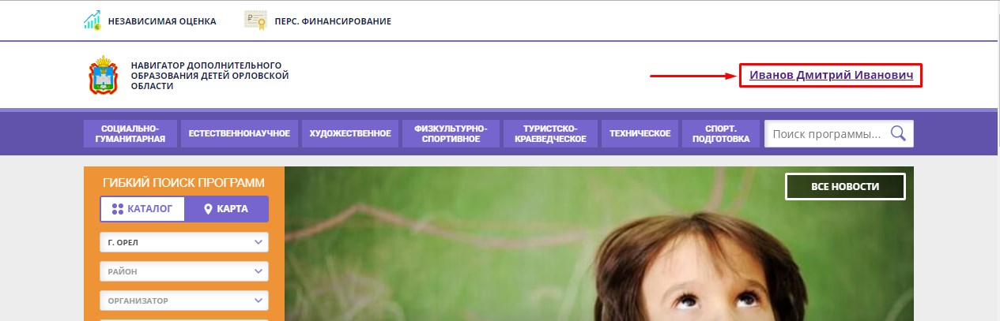 НЕЗАВИСИМАЯ ОЦЕНКА ПЕРС. ФИНАНСИРОВАНИЕ
НАВИГАТОР ДОПОЛНИТЕЛЬНОГО
ОБРАЗОВАНИЯ ДЕТЕЙ ОРЛОВСКОЙ
ОБЛАСТИ
Иванов Дмитрий Иванович
СОЦИАЛЬНО-
ГУМАНИТАРНАЯ
ЕСТЕСТВЕННОНАУЧНОЕ
ХУДОЖЕСТВЕННОЕ
ФИЗКУЛЬТУРНО-
СПОРТИВНОЕ
ТУРИСТСКО-
КРАЕВЕДЧЕСКОЕ
ТЕХНИЧЕСКОЕ
СПОРТ.
ПОДГОТОВКА
Поиск программы...
ГИБКИЙ ПОИСК ПРОГРАММ
КАТАЛОГ КАРТА
Г. ОРЕЛ
РАЙОН
ОРГАНИЗАТОР
ВСЕ НОВОСТИ